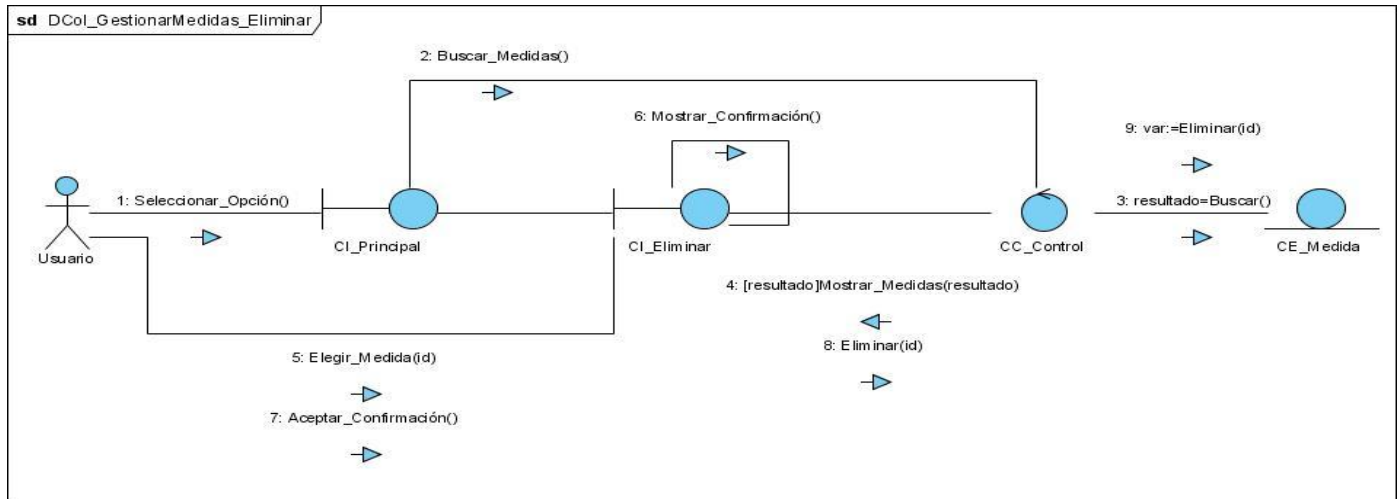 sd DCol_GestionarMedidas_Eliminar
2: Buscar_Medidas()
6: Mostrar_Confirmación()
9: var:=Eliminar(id)
1: Seleccionar_Opción()
3: resultado=Buscar()
Usuario
CI_Principal
CI_Eliminar
CC_Control
CE_Medida
4: [resultado]Mostrar_Medidas(resultado)
8: Eliminar(id)
5: Elegir_Medida(id)
7: Aceptar_Confirmación()